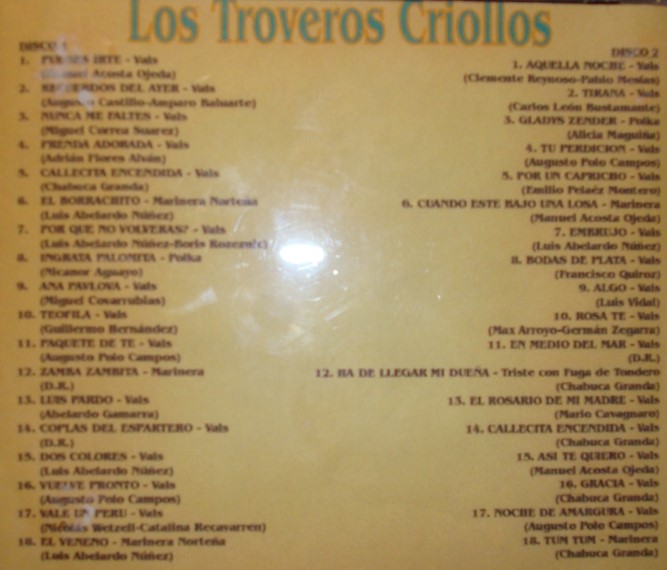 Los Troveros Criollos
DISCO 1
1. PUEDES IRTE - Vals
(Manuel Acosta Ojeda)
2. RECUERDOS DEL AYER - Vals
(Augusto Castillo-Amparo Baluarte)
3. NUNCA ME FALTES - Vals
(Miguel Correa Suarez)
4. PRENDA ADORADA - Vals
(Adrián Flores Alván)
5. CALLECITA ENCENDIDA - Vals
(Chabuca Granda)
6. EL BORRACHITO - Marinera Norteña
(Luis Abelardo Núñez)
7. POR QUE NO VOLVERAS? - Vals
(Luis Abelardo Núñez-Boris
8. INGRATA PALOMITA - Polka
(Nicanor Aguayo)
9. ANA PAVLOVA - Vals
(Miguel Covarrubias)
10. TEOFILA - Vals
(Guillermo Bernández)
11. PAQUETE DE TE - Vals
(Augusto Polo Campos)
12. ZAMBA ZAMBITA - Marinera
(D.R.)
13. LUIS PARDO - Vals
(Abelardo Gamarra)
14. COPLAS DEL ESPARTERO - Vals
(D.R.)
15. DOS COLORES - Vals
(Luis Abelardo Núñez)
16. VUELVE PRONTO - Vals
(Augusto Polo Campos)
17. VALE UN PERU - Vals
(Nicolás Wetzell-Catalina Recavarren)
18. EL VENENO - Marinera Norteña
(Luis Abelardo Núñez)
DISCO 2
1. AQUELLA NOCHE - Vals
(Clemente Reynoso-Pablo Mesías)
2. TIRANA - Vals
(Carlos León Bustamante)
3. GLADYS ZENDER - Polka
(Alicia Maguiña)
4. TU PERDICION - Vals
(Augusto Polo Campos)
5. POR UN CAPRICHO - Vals
(Emilio Peláez Montero)
6. CUANDO ESTE BAJO UNA LOSA - Marinera
(Manuel Acosta Ojeda)
7. EMBRUJO - Vals
(Luis Abelardo Núñez)
8. BODAS DE PLATA - Vals
(Francisco Quiroz)
9. ALGO - Vals
(Luis Vidal)
10. ROSA TE - Vals
(Max Arroyo-Germán Zegarra)
11. EN MEDIO DEL MAR - Vals
(D.R.)
12. HA DE LLEGAR MI DUEÑA - Triste con Fuga de Tondero
(Chabuca Granda)
13. EL ROSARIO DE MI MADRE - Vals
(Mario Cavagnaro)
14. CALLECITA ENCENDIDA - Vals
(Chabuca Granda)
15. ASI TE QUIERO - Vals
(Manuel Acosta Ojeda)
16. GRACIA - Vals
(Chabuca Granda)
17. NOCHE DE AMARGURA - Vals
(Augusto Polo Campos)
18. TUM TUM - Marinera
(Chabuca Granda)